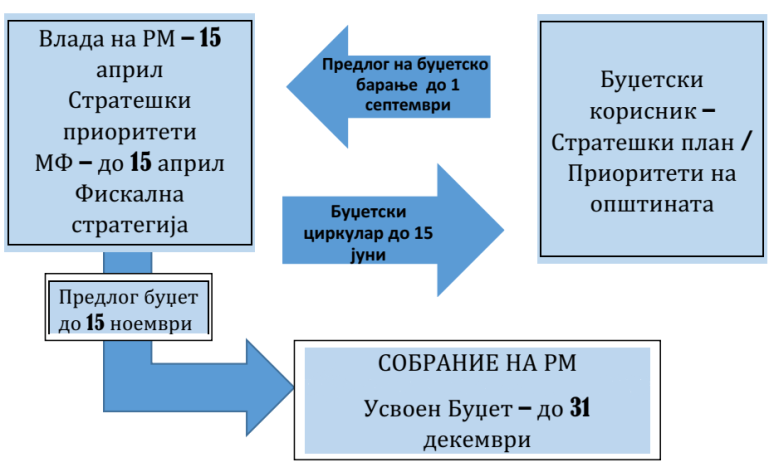 Влада на РМ – 15
април
Стратешки
приоритети
МФ – до 15 април
Фискална
стратегија
Предлог на буџетско
барање до 1
септември
Буџетски
корисник –
Стратешки план /
Приоритети на
општината
Буџетски
циркулар до 15
јуни
Предлог буџет
до 15 ноември
СОБРАНИЕ НА РМ
Усвоен Буџет – до 31
декември